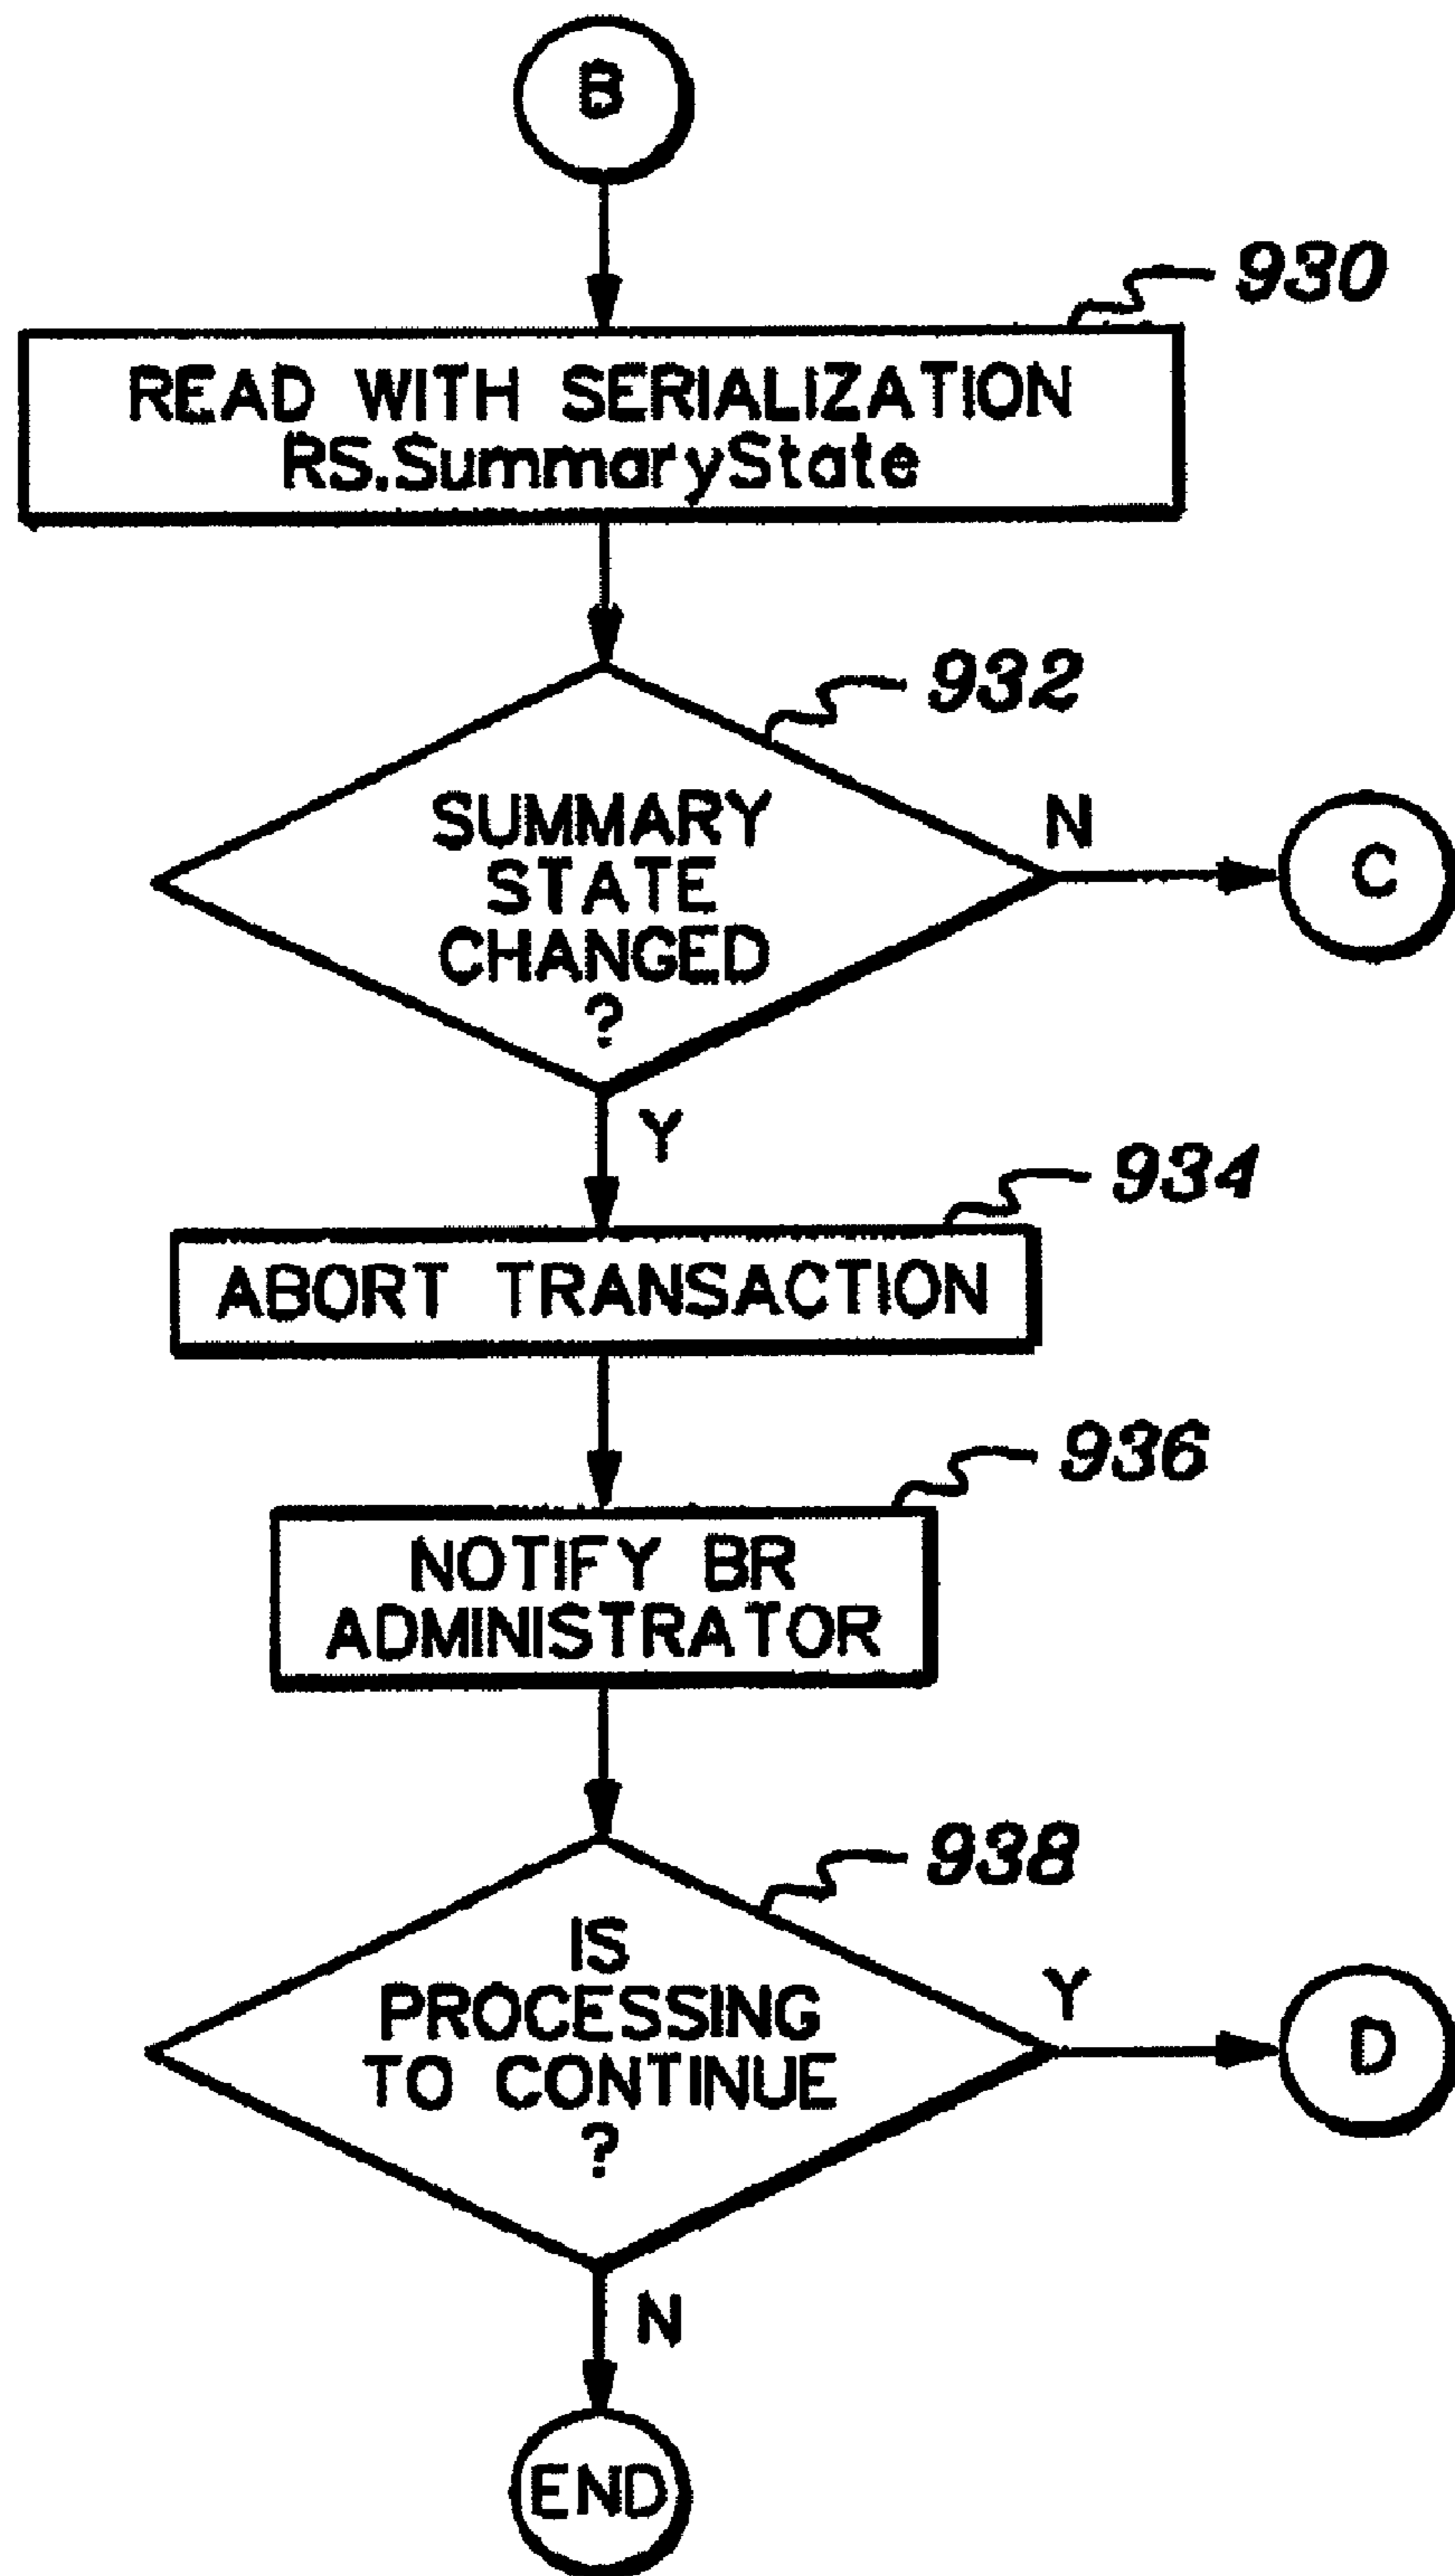 B
930
READ WITH SERIALIZATION
RS.SummaryState
932
SUMMARY
STATE
CHANGED
?
N
C
Y
934
ABORT TRANSACTION
936
NOTIFY BR
ADMINISTRATOR
938
IS
PROCESSING
TO CONTINUE
?
Y
D
N
END